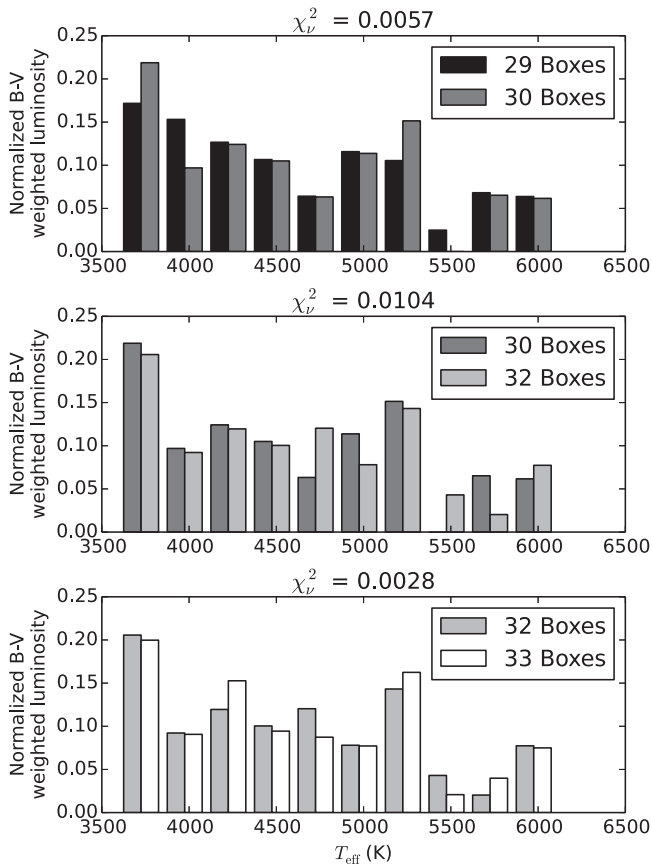 χ²ᵥ = 0.0057
Normalized B-V
weighted luminosity
0.25
0.20
0.15
0.10
0.05
0.00
29 Boxes
30 Boxes
3500 4000 4500 5000 5500 6000 6500
χ²ᵥ = 0.0104
Normalized B-V
weighted luminosity
0.25
0.20
0.15
0.10
0.05
0.00
30 Boxes
32 Boxes
3500 4000 4500 5000 5500 6000 6500
χ²ᵥ = 0.0028
Normalized B-V
weighted luminosity
0.25
0.20
0.15
0.10
0.05
0.00
32 Boxes
33 Boxes
3500 4000 4500 5000 5500 6000 6500
T_eff (K)